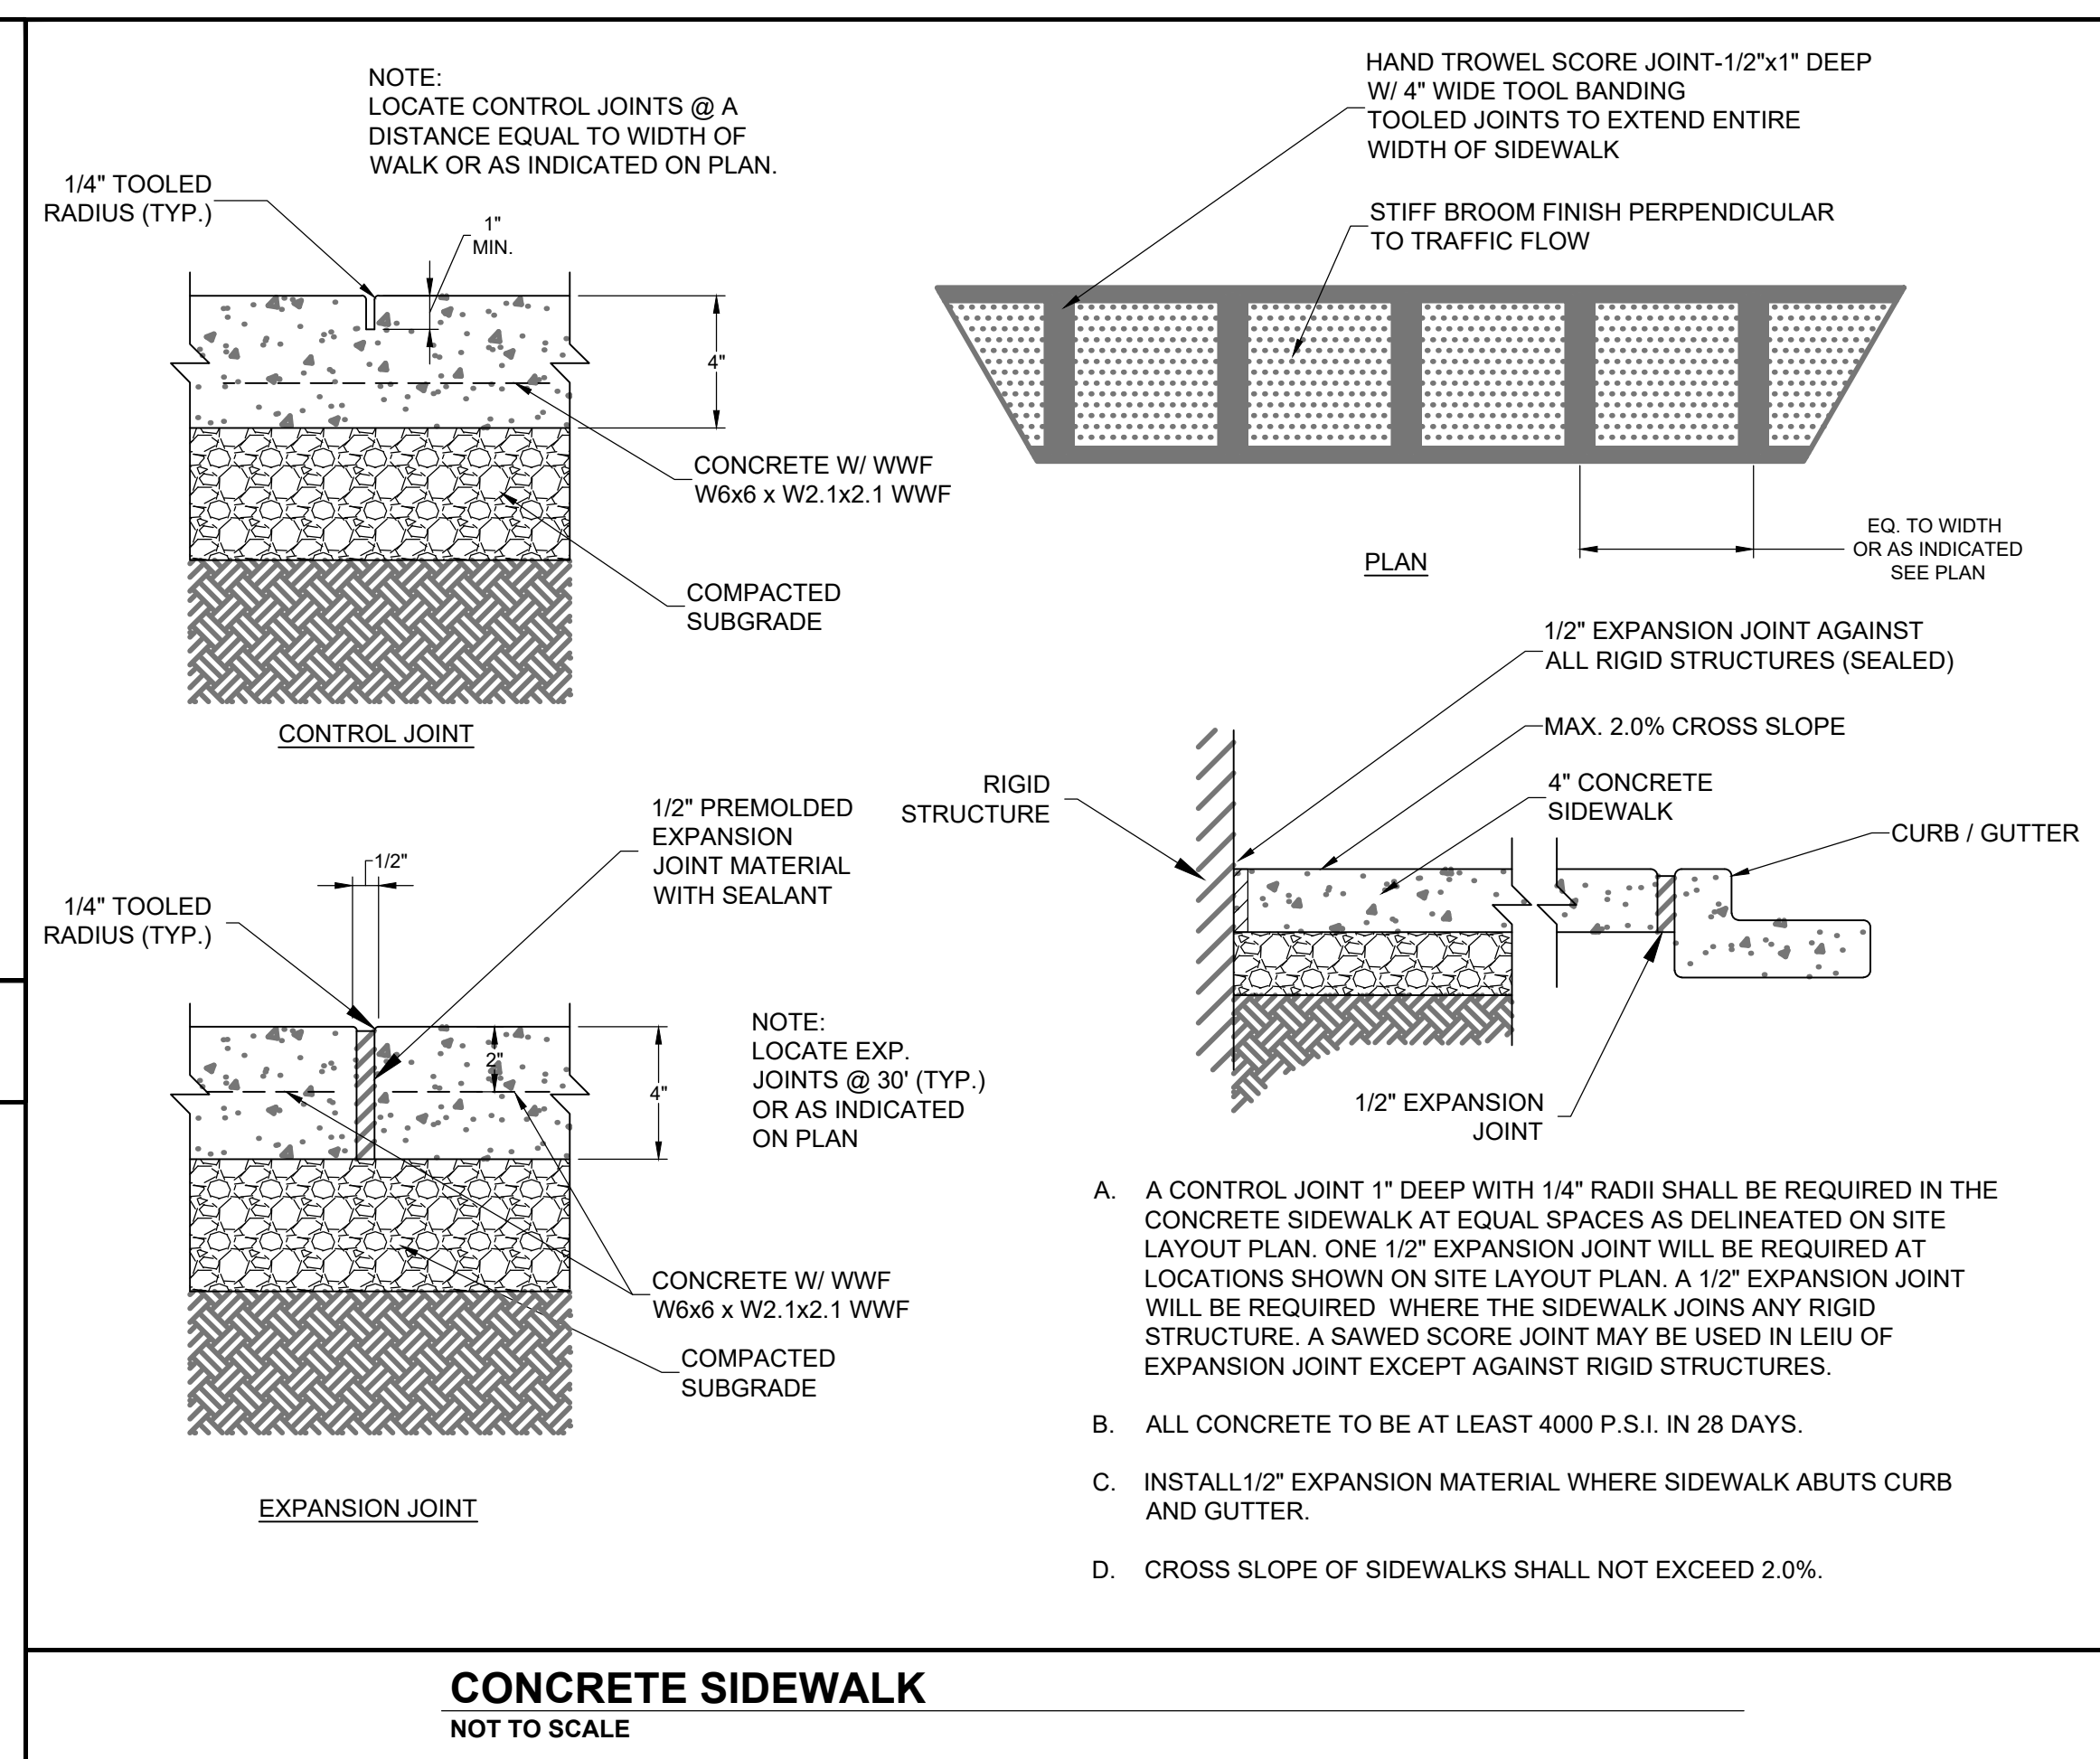 NOTE:
LOCATE CONTROL JOINTS @ A
DISTANCE EQUAL TO WIDTH OF
WALK OR AS INDICATED ON PLAN.
1/4" TOOLED
RADIUS (TYP.)
1"
MIN.
4"
CONCRETE W/ WWF
W6x6 x W2.1x2.1 WWF
COMPACTED
SUBGRADE
CONTROL JOINT
HAND TROWEL SCORE JOINT-1/2"x1" DEEP
W/ 4" WIDE TOOL BANDING
TOOLED JOINTS TO EXTEND ENTIRE
WIDTH OF SIDEWALK
STIFF BROOM FINISH PERPENDICULAR
TO TRAFFIC FLOW
EQ. TO WIDTH
OR AS INDICATED
SEE PLAN
PLAN
1/2" EXPANSION JOINT AGAINST
ALL RIGID STRUCTURES (SEALED)
MAX. 2.0% CROSS SLOPE
RIGID
STRUCTURE
4" CONCRETE
SIDEWALK
CURB / GUTTER
1/2" EXPANSION
JOINT
1/2" PREMOLDED
EXPANSION
JOINT MATERIAL
WITH SEALANT
1/2"
1/4" TOOLED
RADIUS (TYP.)
2"
4"
NOTE:
LOCATE EXP.
JOINTS @ 30' (TYP.)
OR AS INDICATED
ON PLAN
CONCRETE W/ WWF
W6x6 x W2.1x2.1 WWF
COMPACTED
SUBGRADE
EXPANSION JOINT
A. A CONTROL JOINT 1" DEEP WITH 1/4" RADII SHALL BE REQUIRED IN THE
CONCRETE SIDEWALK AT EQUAL SPACES AS DELINEATED ON SITE
LAYOUT PLAN. ONE 1/2" EXPANSION JOINT WILL BE REQUIRED AT
LOCATIONS SHOWN ON SITE LAYOUT PLAN. A 1/2" EXPANSION JOINT
WILL BE REQUIRED WHERE THE SIDEWALK JOINS ANY RIGID
STRUCTURE. A SAWED SCORE JOINT MAY BE USED IN LEIU OF
EXPANSION JOINT EXCEPT AGAINST RIGID STRUCTURES.
B. ALL CONCRETE TO BE AT LEAST 4000 P.S.I. IN 28 DAYS.
C. INSTALL1/2" EXPANSION MATERIAL WHERE SIDEWALK ABUTS CURB
AND GUTTER.
D. CROSS SLOPE OF SIDEWALKS SHALL NOT EXCEED 2.0%.
CONCRETE SIDEWALK
NOT TO SCALE